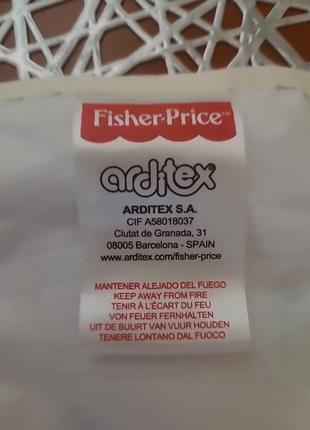 Fisher-Price™
arditex®
ARDITEX S.A.
CIF A58018037
Ciutat de Granada, 31
08005 Barcelona - SPAIN
www.arditex.com/fisher-price
MANTENER ALEJADO DEL FUEGO
KEEP AWAY FROM FIRE
TENIR À L'ÉCART DU FEU
VON FEUER FERNHALTEN
UIT DE BUURT VAN VUUR HOUDEN
TENERE LONTANO DAL FUOCO